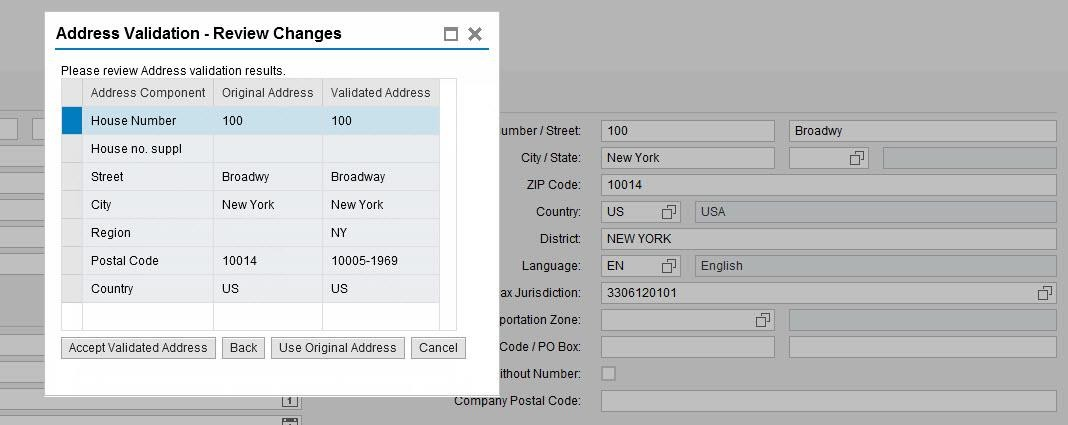 Address Validation - Review Changes
Please review Address validation results.
Address Component Original Address Validated Address
House Number 100 100
House no. suppl
Street Broadwy Broadway
City New York New York
Region NY
Postal Code 10014 10005-1969
Country US US
Accept Validated Address Back Use Original Address Cancel
umber / Street: 100 Broadwy
City / State: New York
ZIP Code: 10014
Country: US USA
District: NEW YORK
Language: EN English
ax Jurisdiction: 3306120101
portation Zone:
Code / PO Box:
ithout Number:
Company Postal Code: